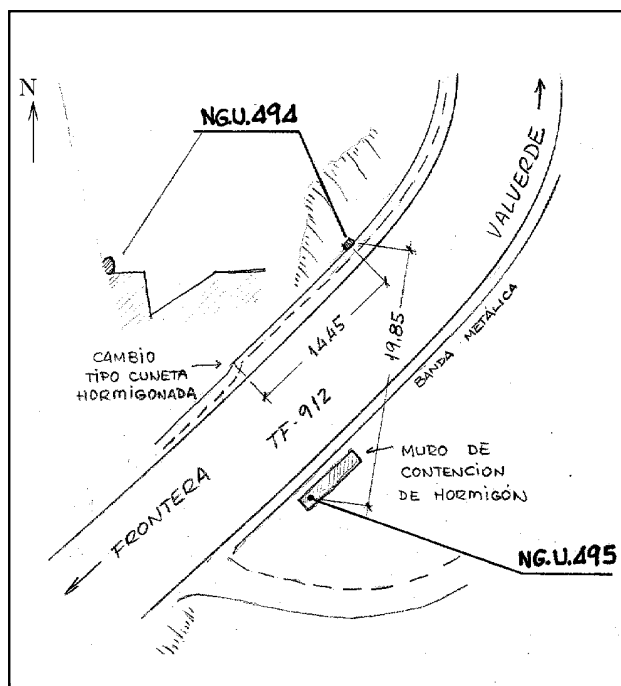 N
NG.U.494
VALVERDE
CAMBIO
TIPO CUNETA
HORMIGONADA
14.45
19.85
BANDA METÁLICA
TF-912
MURO DE
CONTENCION
DE HORMIGÓN
FRONTERA
NG.U.495